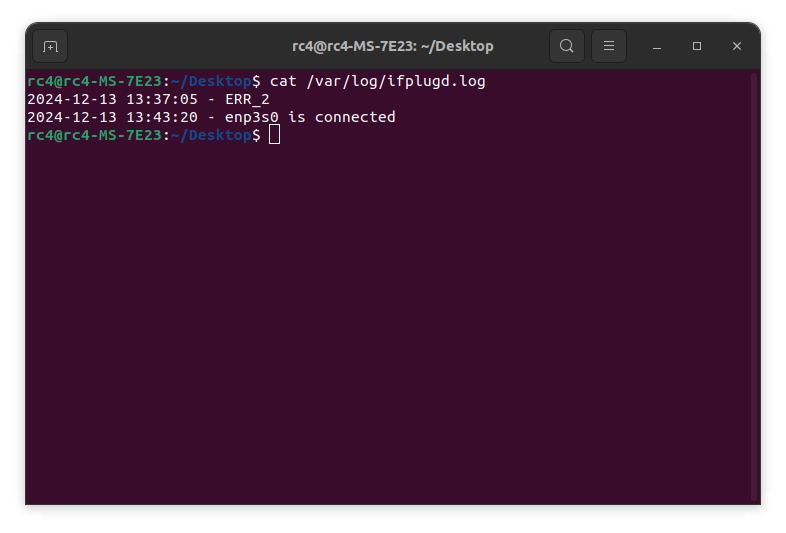 rc4@rc4-MS-7E23: ~/Desktop
rc4@rc4-MS-7E23:~/Desktop$ cat /var/log/ifplugd.log
2024-12-13 13:37:05 - ERR_2
2024-12-13 13:43:20 - enp3s0 is connected
rc4@rc4-MS-7E23:~/Desktop$